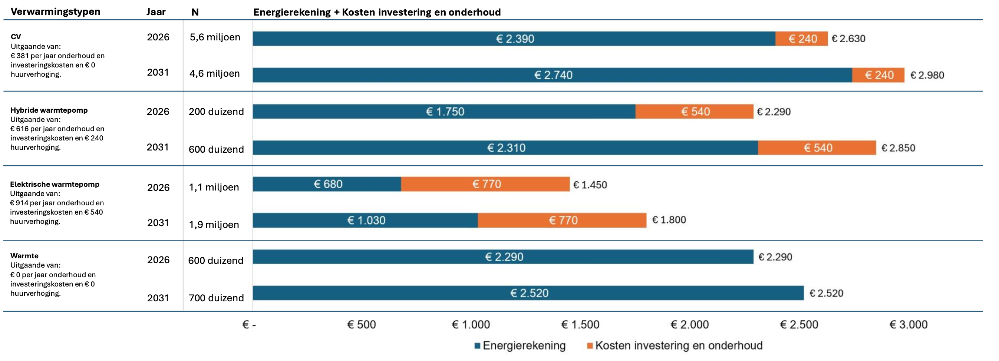 Verwarmingstypen Jaar N Energierekening + Kosten investering en onderhoud
CV
Uitgaande van:
€ 381 per jaar onderhoud en
investeringskosten en € 0
huurverhoging.
2026 5,6 miljoen € 2.390 € 240 € 2.630
2031 4,6 miljoen € 2.740 € 240 € 2.980
Hybride warmtepomp
Uitgaande van:
€ 616 per jaar onderhoud en
investeringskosten en € 240
huurverhoging.
2026 200 duizend € 1.750 € 540 € 2.290
2031 600 duizend € 2.310 € 540 € 2.850
Elektrische warmtepomp
Uitgaande van:
€ 914 per jaar onderhoud en
investeringskosten en € 540
huurverhoging.
2026 1,1 miljoen € 680 € 770 € 1.450
2031 1,9 miljoen € 1.030 € 770 € 1.800
Warmte
Uitgaande van:
€ 0 per jaar onderhoud en
investeringskosten en € 0
huurverhoging.
2026 600 duizend € 2.290 € 2.290
2031 700 duizend € 2.520 € 2.520
€ - € 500 € 1.000 € 1.500 € 2.000 € 2.500 € 3.000
Energierekening Kosten investering en onderhoud